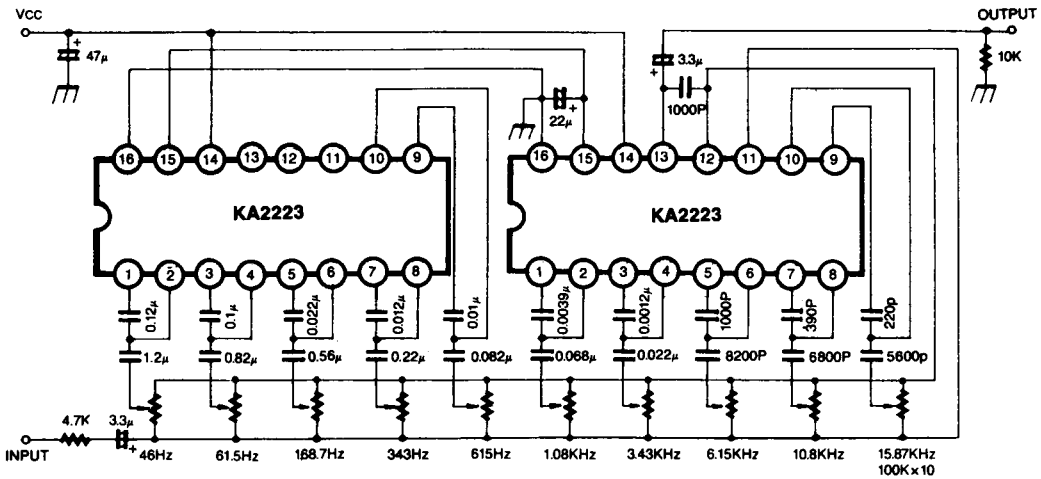 VCC OUTPUT
47μ 3.3μ 10K
1000P
22μ
16 15 14 13 12 11 10 9 16 15 14 13 12 11 10 9
KA2223 KA2223
1 2 3 4 5 6 7 8 1 2 3 4 5 6 7 8
0.12μ 0.1μ 0.022μ 0.012μ 0.01μ 0.0039μ 0.0012μ 1000P 390P 220p
1.2μ 0.82μ 0.56μ 0.22μ 0.082μ 0.068μ 0.022μ 8200P 6800P 5600p
4.7K 3.3μ
INPUT 46Hz 61.5Hz 168.7Hz 343Hz 615Hz 1.08KHz 3.43KHz 6.15KHz 10.8KHz 15.87KHz
100K×10